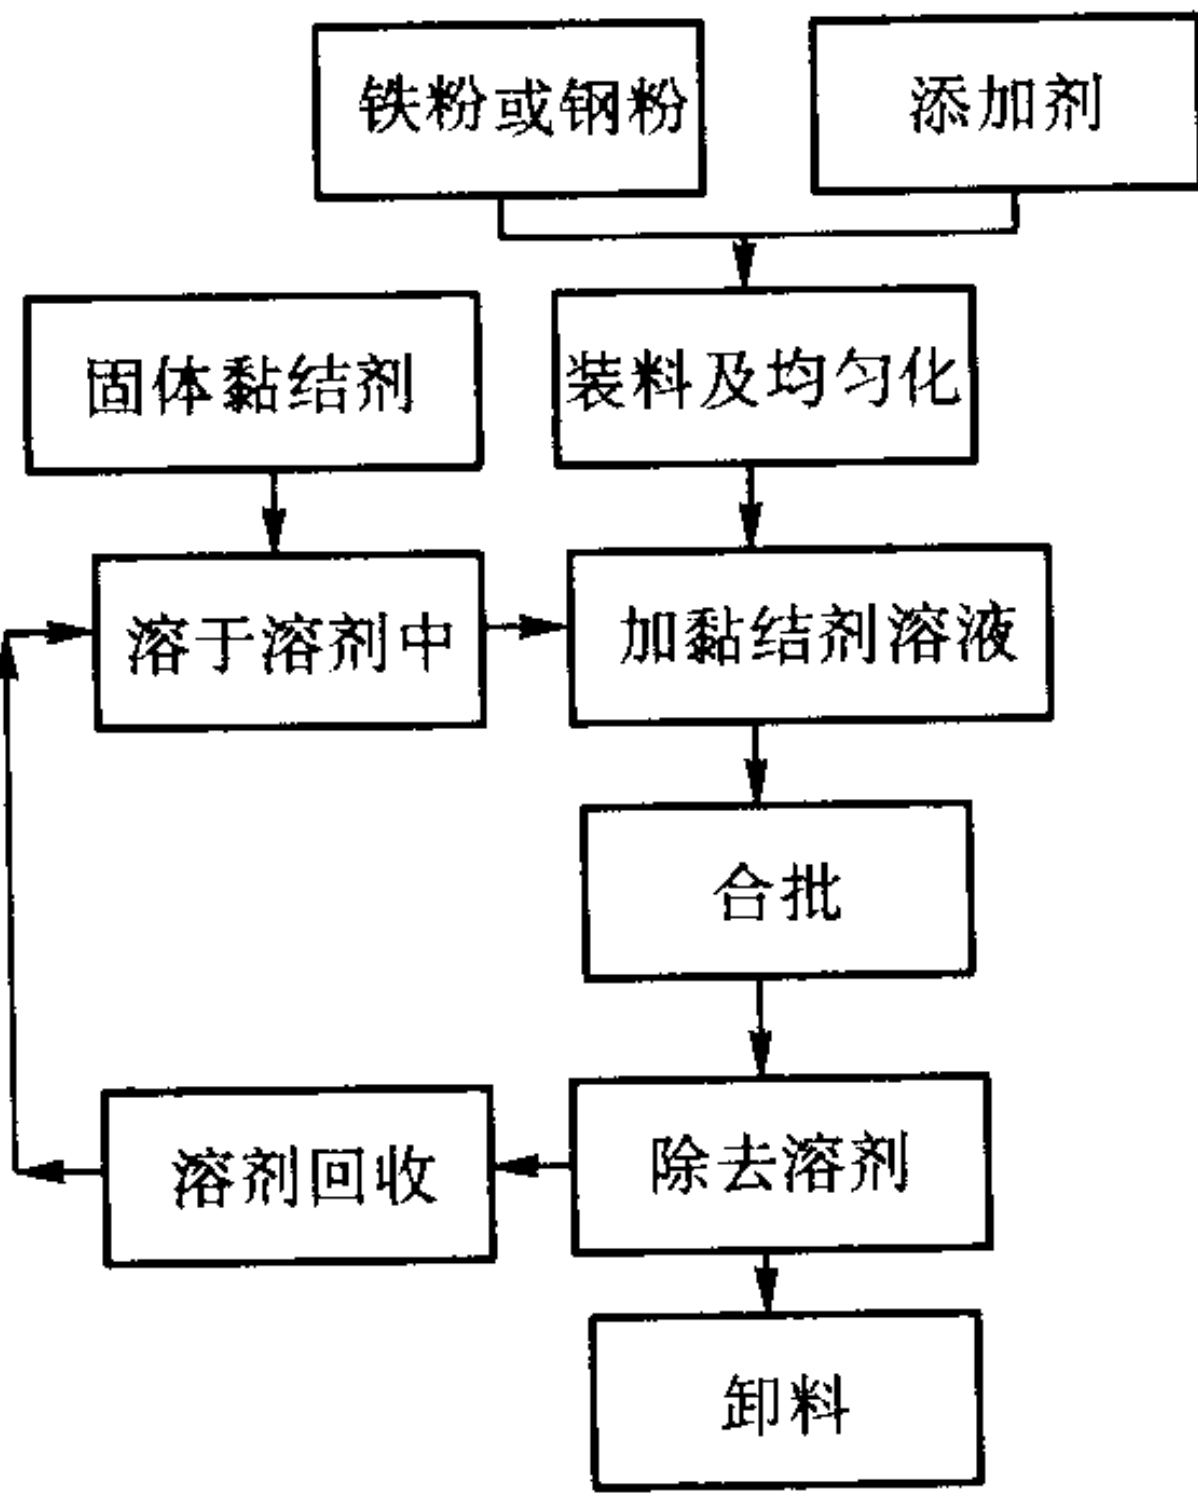 铁粉或钢粉
添加剂
固体黏结剂
装料及均匀化
溶于溶剂中
加黏结剂溶液
合批
溶剂回收
除去溶剂
卸料